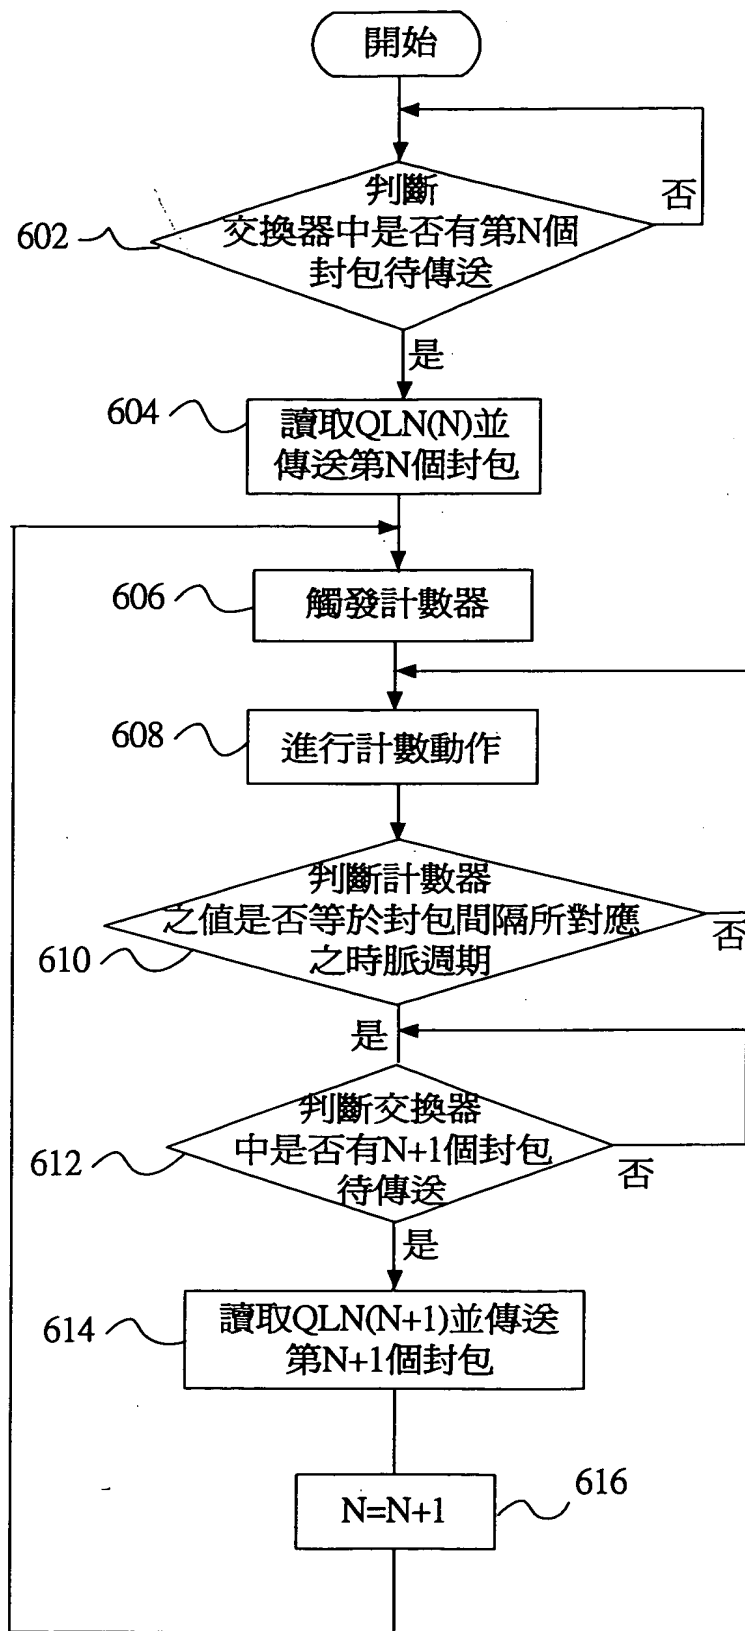 開始
判斷
交換器中是否有第N個
封包待傳送
否
602
是
604
讀取QLN(N)並
傳送第N個封包
606
觸發計數器
608
進行計數動作
判斷計數器
之值是否等於封包間隔所對應
之時脈週期
否
610
是
判斷交換器
中是否有N+1個封包
待傳送
否
612
是
614
讀取QLN(N+1)並傳送
第N+1個封包
N=N+1
616